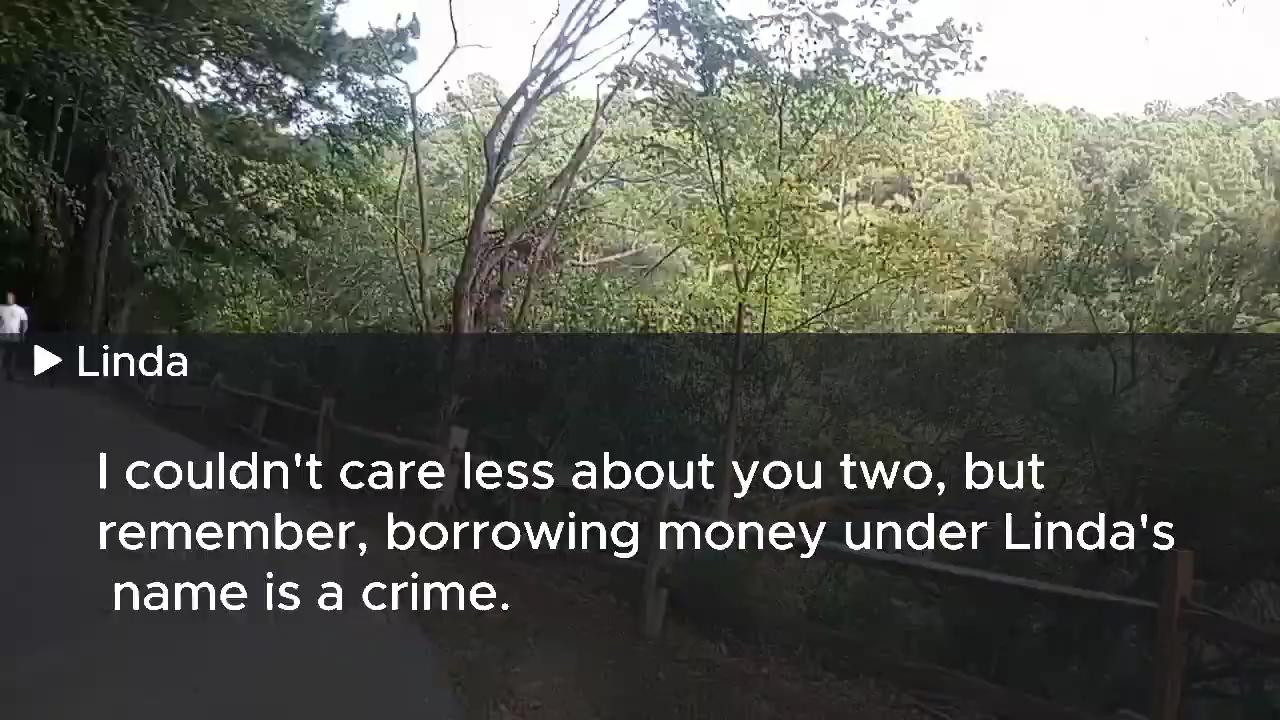 Linda
I couldn't care less about you two, but
remember, borrowing money under Linda's
name is a crime.